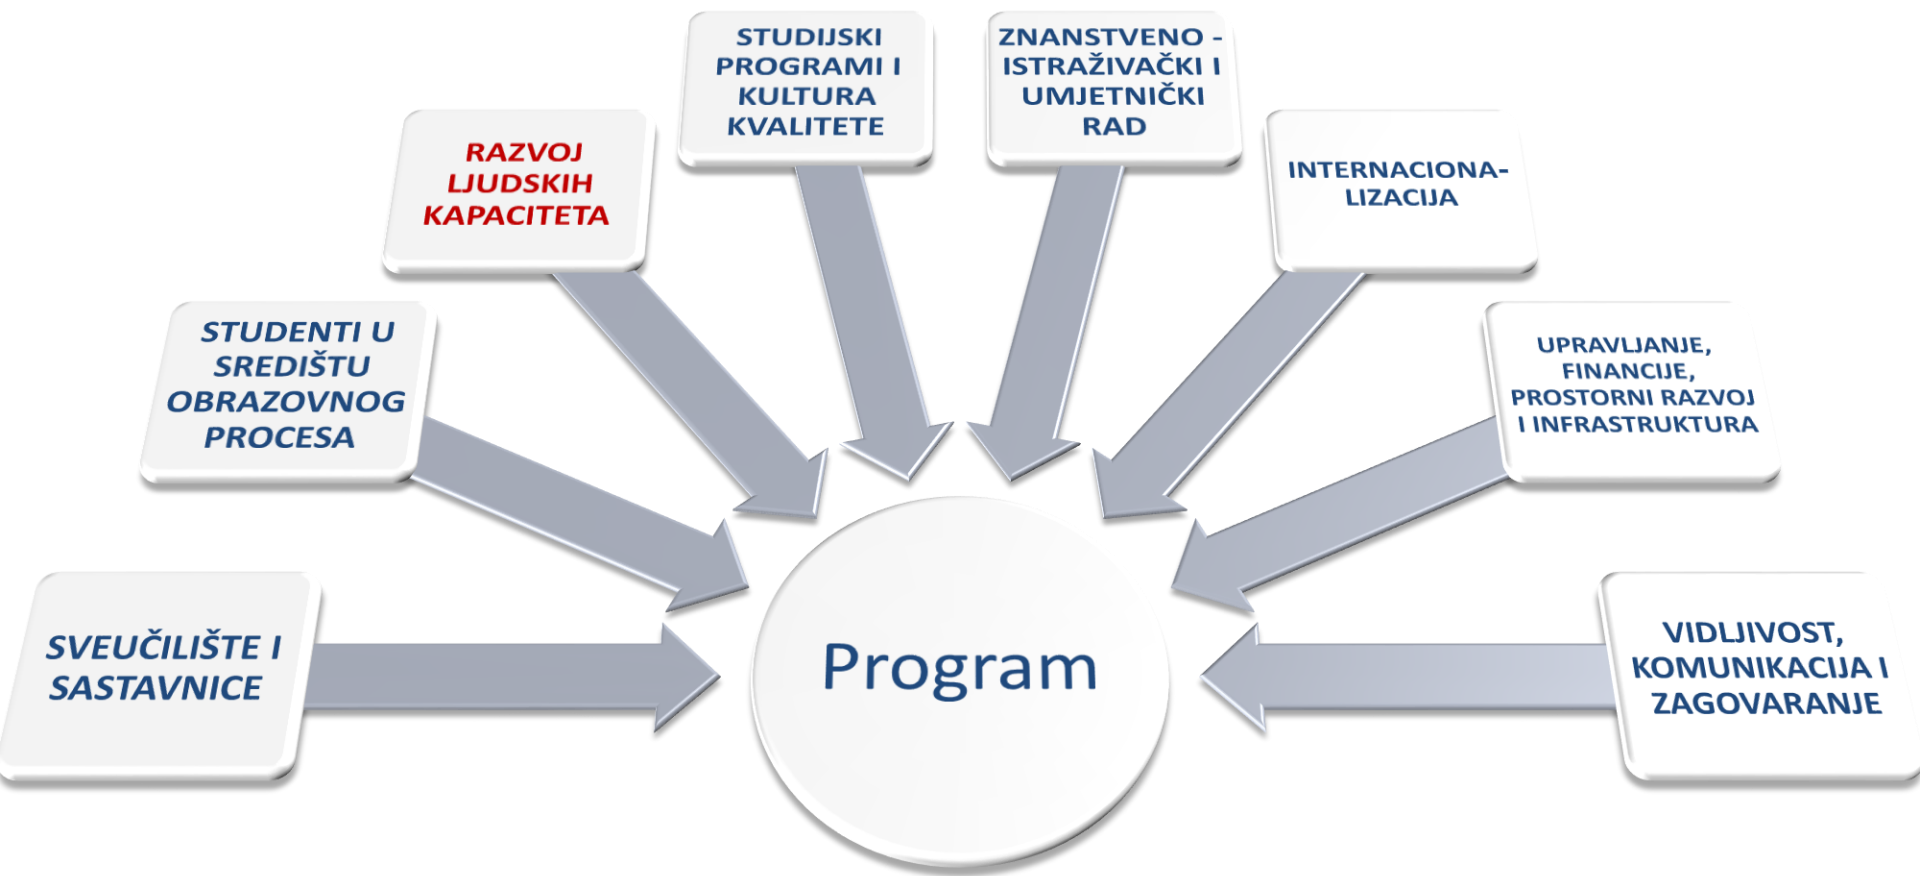 SVEUČILIŠTE I
SASTAVNICE
STUDENTI U
SREDIŠTU
OBRAZOVNOG
PROCESA
RAZVOJ
LJUDSKIH
KAPACITETA
STUDIJSKI
PROGRAMI I
KULTURA
KVALITETE
ZNANSTVENO -
ISTRAŽIVAČKI I
UMJETNIČKI
RAD
INTERNACIONA-
LIZACIJA
UPRAVLJANJE,
FINANCIJE,
PROSTORNI RAZVOJ
I INFRASTRUKTURA
VIDLJIVOST,
KOMUNIKACIJA I
ZAGOVARANJE
Program